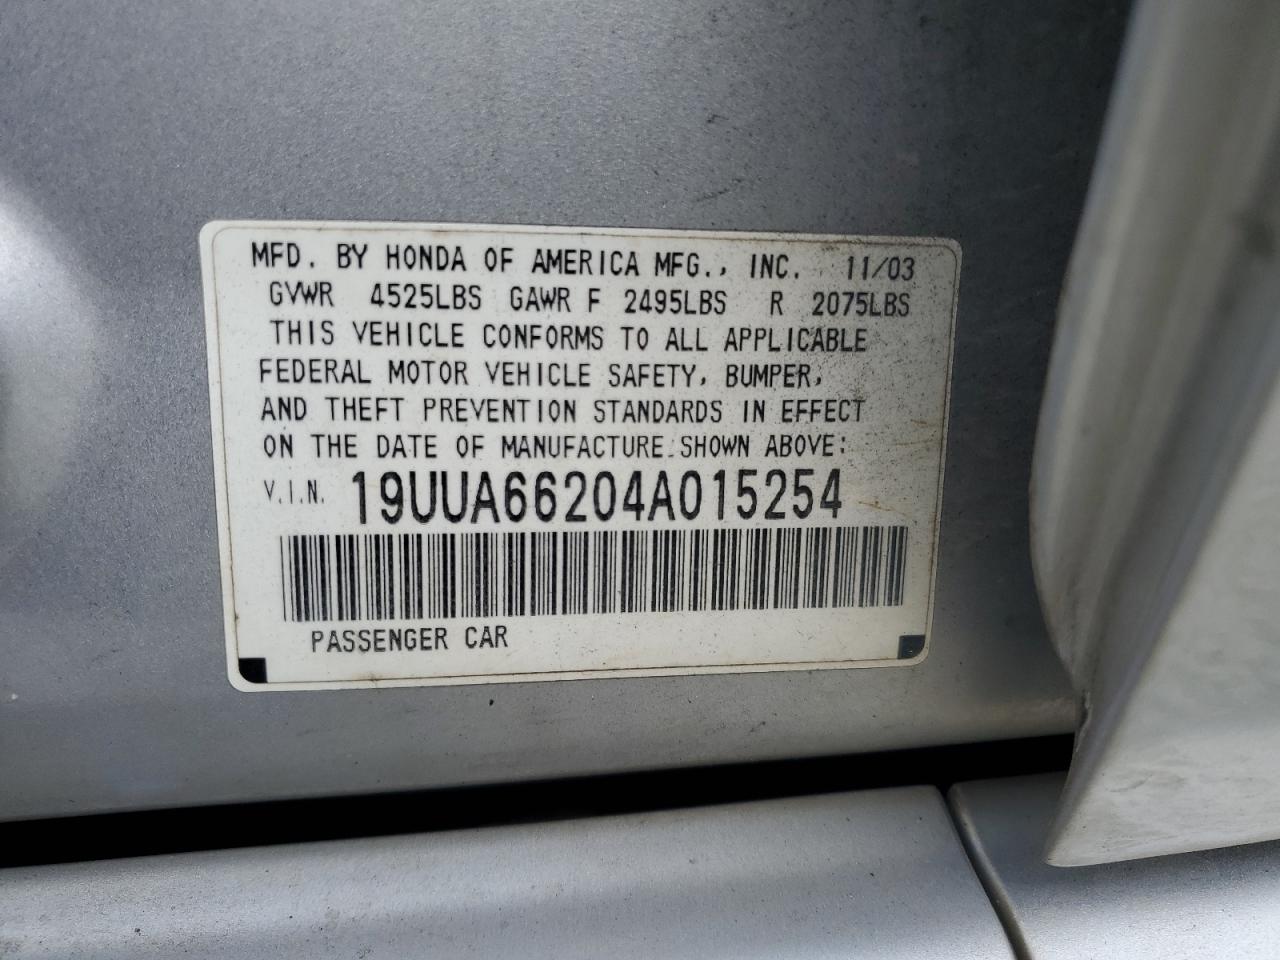 MFD. BY HONDA OF AMERICA MFG., INC. 11/03
GVWR 4525LBS GAWR F 2495LBS R 2075LBS
THIS VEHICLE CONFORMS TO ALL APPLICABLE
FEDERAL MOTOR VEHICLE SAFETY, BUMPER,
AND THEFT PREVENTION STANDARDS IN EFFECT
ON THE DATE OF MANUFACTURE SHOWN ABOVE:
V.I.N. 19UUA66204A015254
PASSENGER CAR